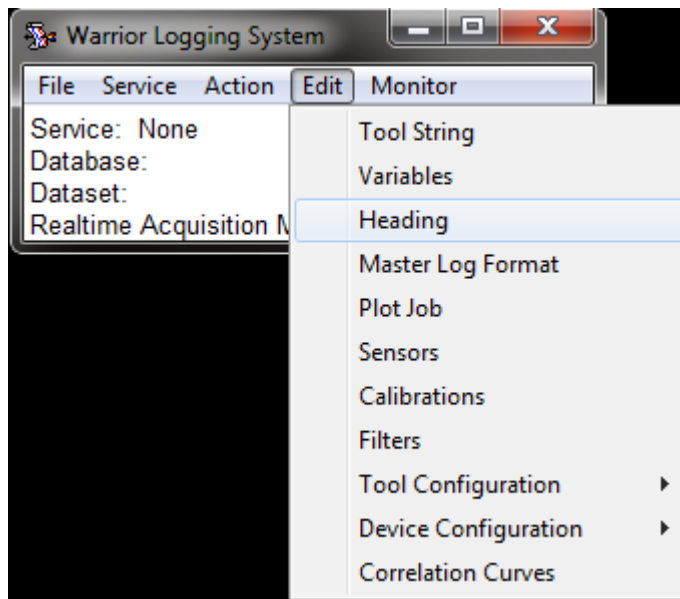 Warrior Logging System
File Service Action Edit Monitor
Service: None
Database:
Dataset:
Realtime Acquisition
Tool String
Variables
Heading
Master Log Format
Plot Job
Sensors
Calibrations
Filters
Tool Configuration
Device Configuration
Correlation Curves